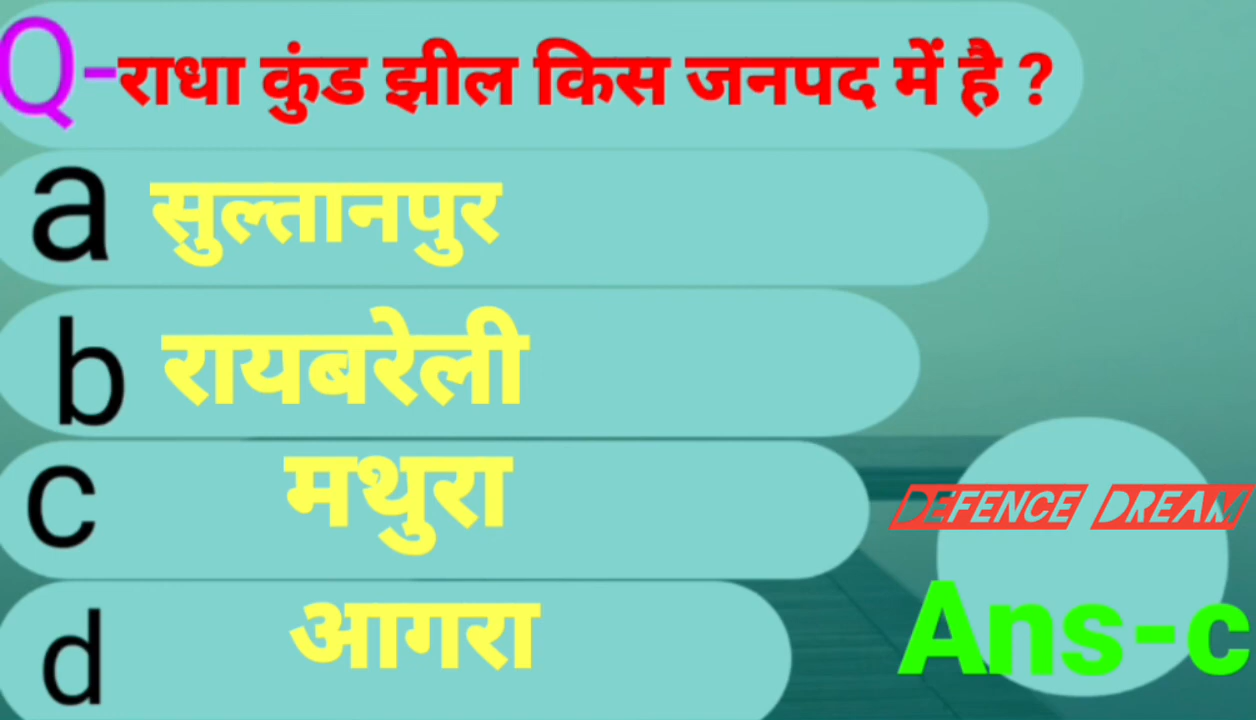 Q-राधा कुंड झील किस जनपद में है ?
a सुल्तानपुर
b रायबरेली
c मथुरा
d आगरा
DEFENCE DREAM
Ans-c